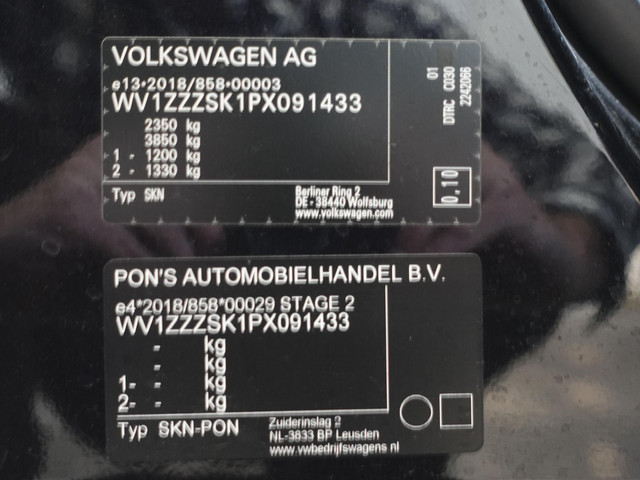 VOLKSWAGEN AG
e13*2018/858*00003
WV1ZZZSK1PX091433
2350 kg
3850 kg
1 - 1200 kg
2 - 1330 kg
Typ SKN
Berliner Ring 2
DE - 38440 Wolfsburg
www.volkswagen.com
01
DTRC C030
2242066
0,10
PON'S AUTOMOBIELHANDEL B.V.
e4*2018/858*00029 STAGE 2
WV1ZZZSK1PX091433
- kg
- kg
1- - kg
2- - kg
Typ SKN-PON
Zuiderinslag 2
NL-3833 BP Leusden
www.vwbedrijfswagens.nl